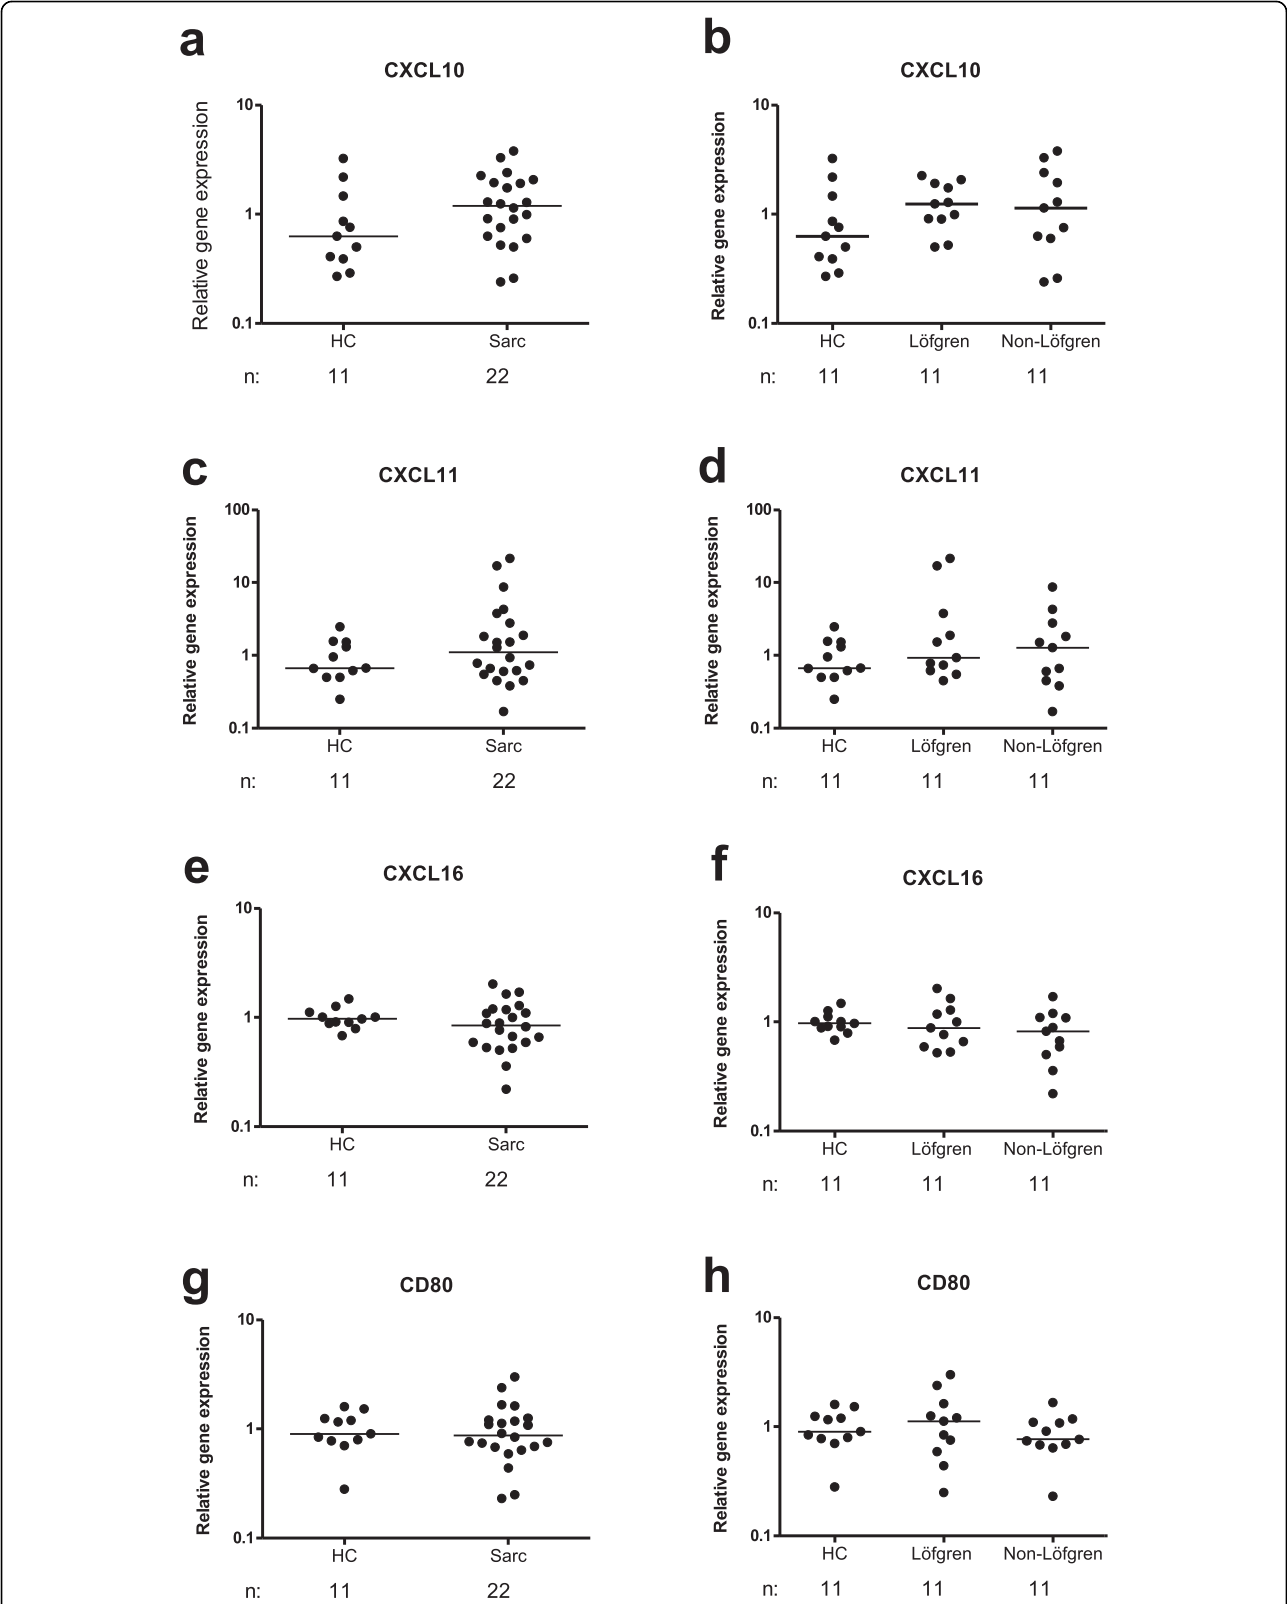 a
CXCL10
Relative gene expression
10
1
0.1
HC Sarc
n: 11 22
b
CXCL10
Relative gene expression
10
1
0.1
HC Löfgren Non-Löfgren
n: 11 11 11
c
CXCL11
Relative gene expression
100
10
1
0.1
HC Sarc
n: 11 22
d
CXCL11
Relative gene expression
100
10
1
0.1
HC Löfgren Non-Löfgren
n: 11 11 11
e
CXCL16
Relative gene expression
10
1
0.1
HC Sarc
n: 11 22
f
CXCL16
Relative gene expression
10
1
0.1
HC Löfgren Non-Löfgren
n: 11 11 11
g
CD80
Relative gene expression
10
1
0.1
HC Sarc
n: 11 22
h
CD80
Relative gene expression
10
1
0.1
HC Löfgren Non-Löfgren
n: 11 11 11